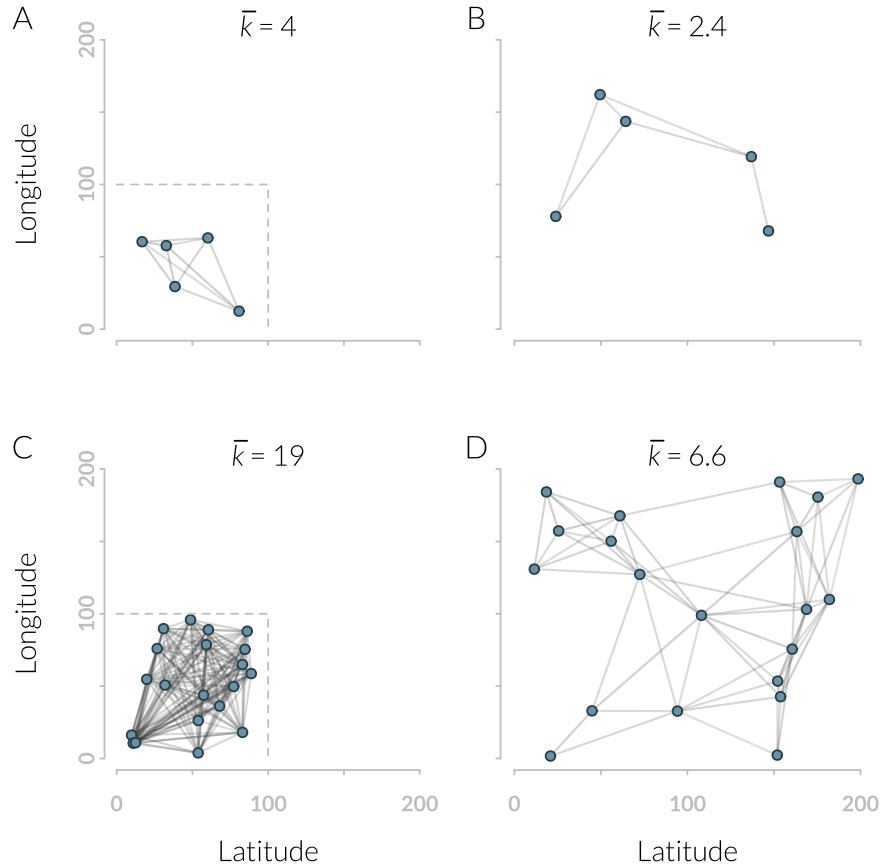 A
k̅ = 4
B
k̅ = 2.4
200
100
0
Longitude
C
k̅ = 19
D
k̅ = 6.6
200
100
0
Longitude
0
100
200
0
100
200
Latitude
Latitude